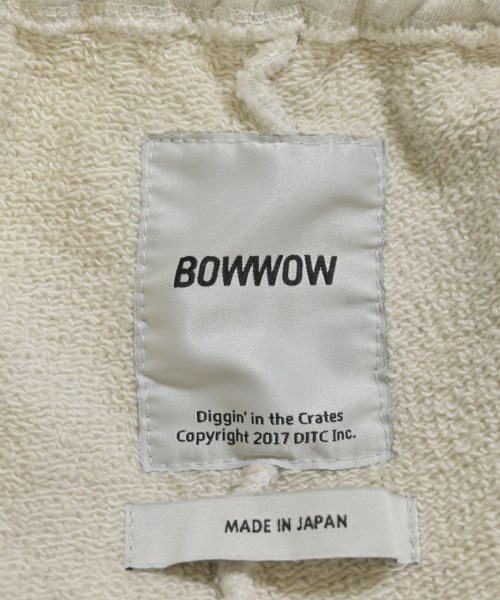 BOWWOW
Diggin' in the Crates
Copyright 2017 DITC Inc.
MADE IN JAPAN